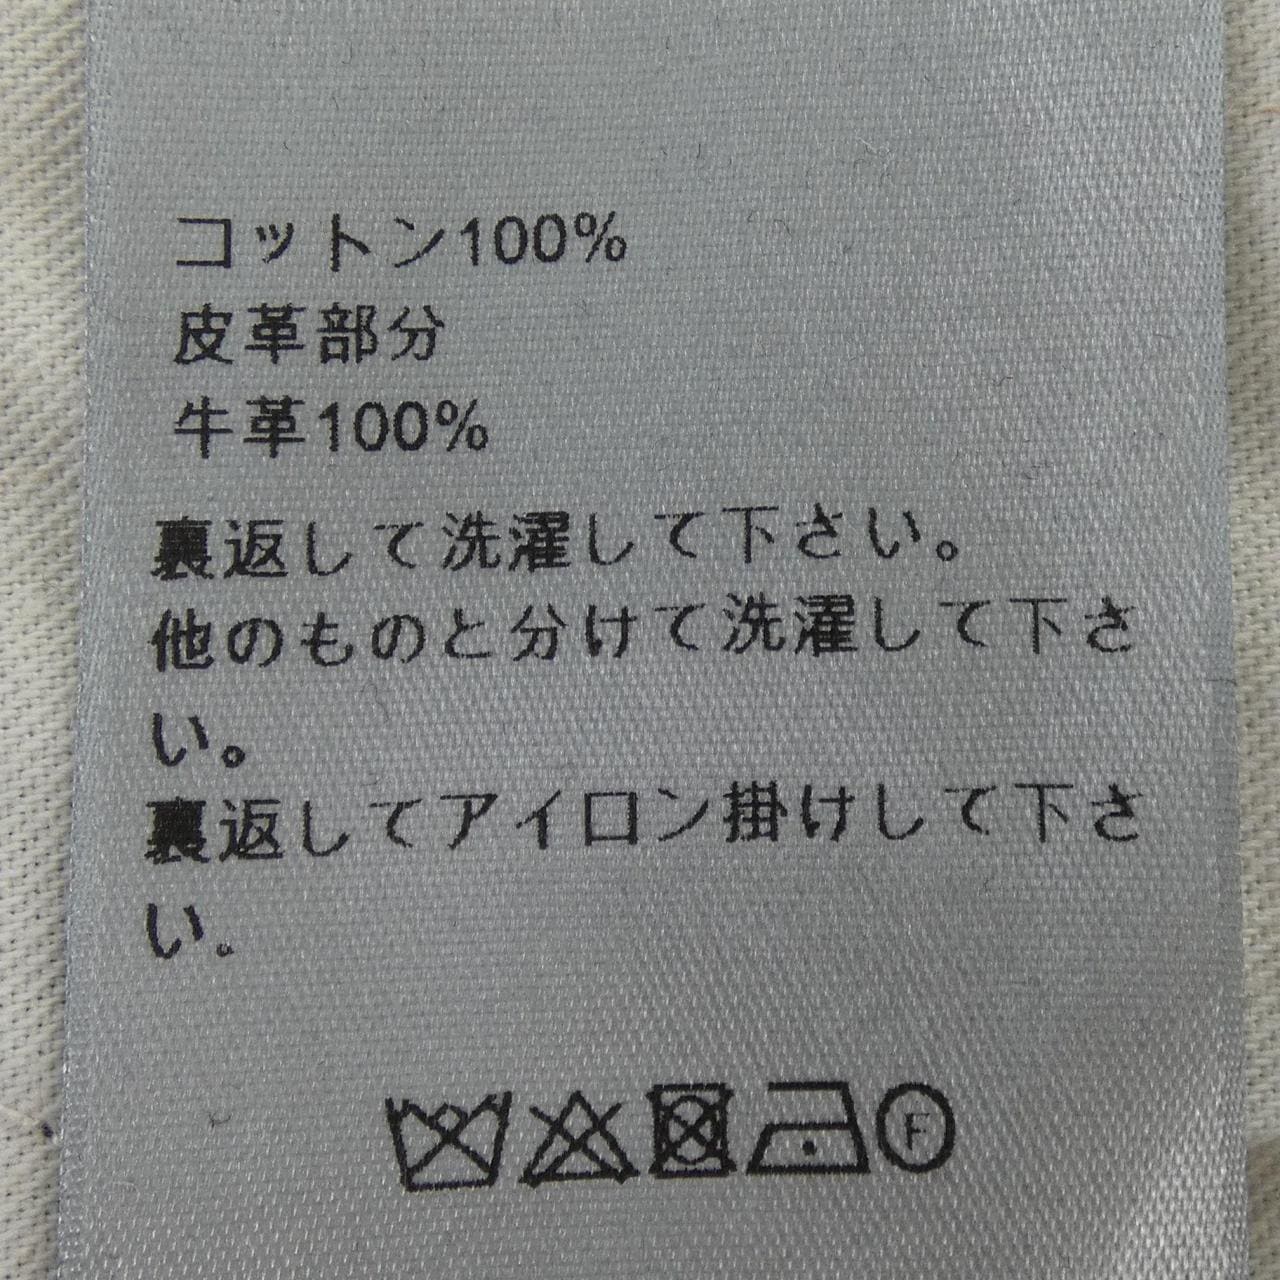 コットン100%
皮革部分
牛革100%
裏返して洗濯して下さい。
他のものと分けて洗濯して下さ
い。
裏返してアイロン掛けして下さ
い。
F